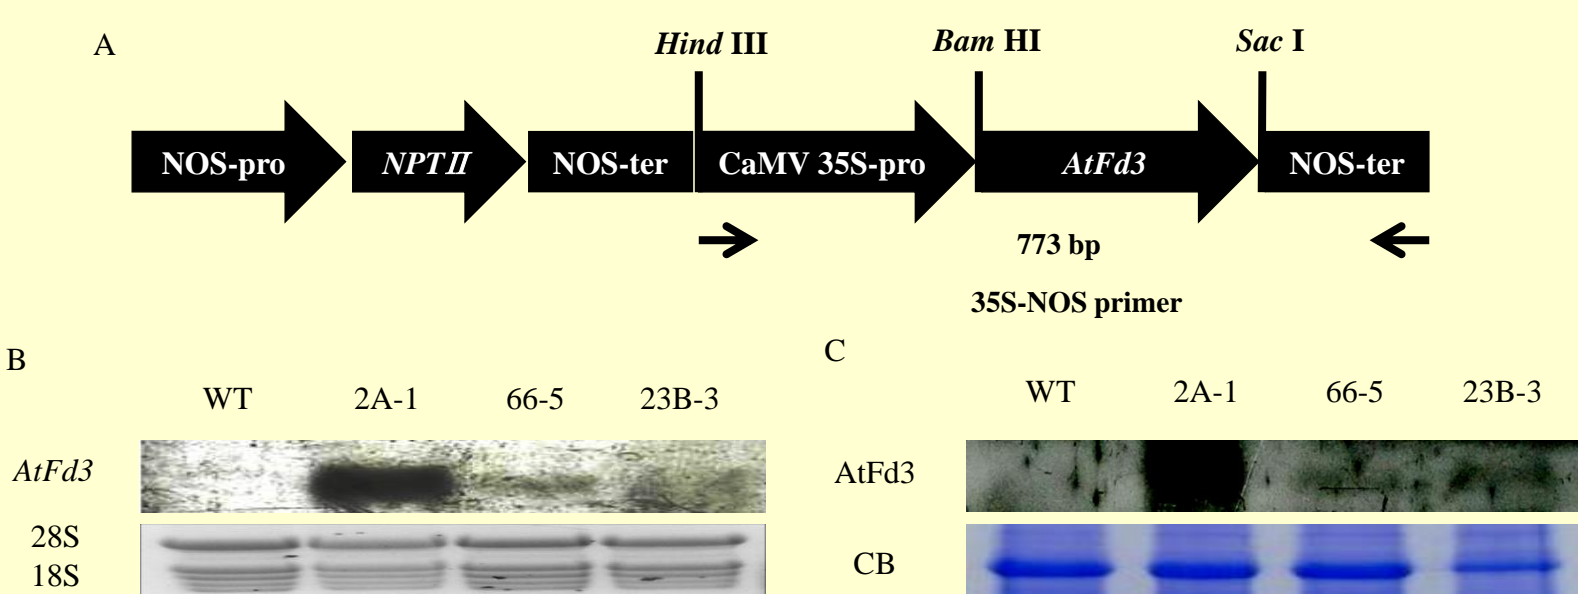 A
Hind III
Bam HI
Sac I
NOS-pro
NPTⅡ
NOS-ter
CaMV 35S-pro
AtFd3
NOS-ter
773 bp
35S-NOS primer
B
WT 2A-1 66-5 23B-3
AtFd3
28S
18S
C
WT 2A-1 66-5 23B-3
AtFd3
CB